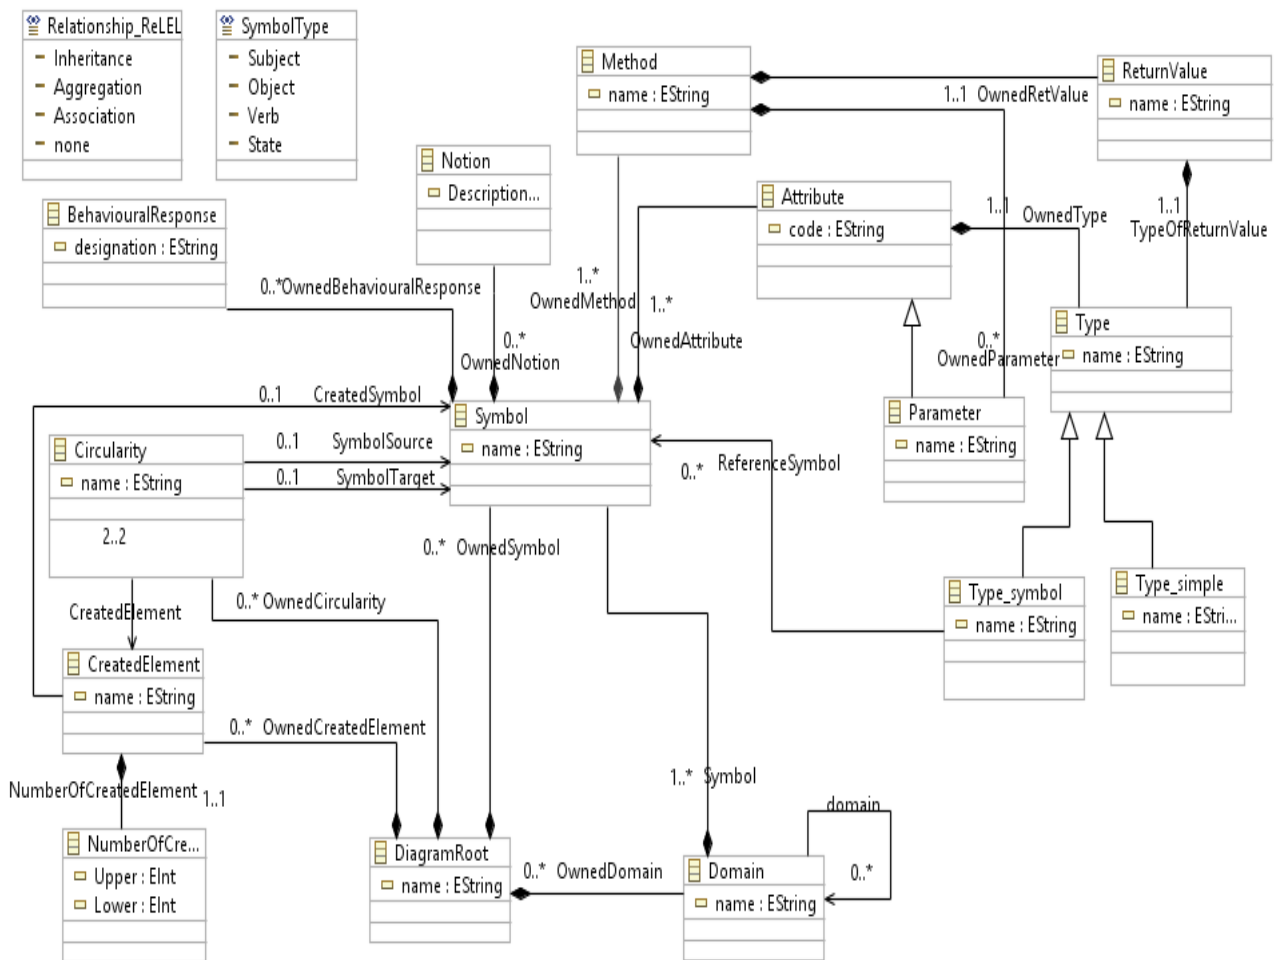 Relationship_ReLEL
Inheritance
Aggregation
Association
none
SymbolType
Subject
Object
Verb
State
Method
name : EString
ReturnValue
name : EString
1..1 OwnedRetValue
Notion
Description...
BehaviouralResponse
designation : EString
Attribute
code : EString
1..1 OwnedType
1..1
TypeOfReturnValue
0..*OwnedBehaviouralResponse
1..*
OwnedMethod
1..*
OwnedAttribute
0..*
OwnedNotion
0..*
OwnedParameter
Type
name : EString
0..1 CreatedSymbol
Symbol
name : EString
Parameter
name : EString
Circularity
name : EString
2..2
0..1 SymbolSource
0..1 SymbolTarget
0..* ReferenceSymbol
0..* OwnedSymbol
Type_symbol
name : EString
Type_simple
name : EStri...
CreatedElement
0..* OwnedCircularity
CreatedElement
name : EString
0..* OwnedCreatedElement
NumberOfCreatedElement 1..1
1..* Symbol
domain
0..*
NumberOfCre...
Upper : EInt
Lower : EInt
DiagramRoot
name : EString
0..* OwnedDomain
Domain
name : EString